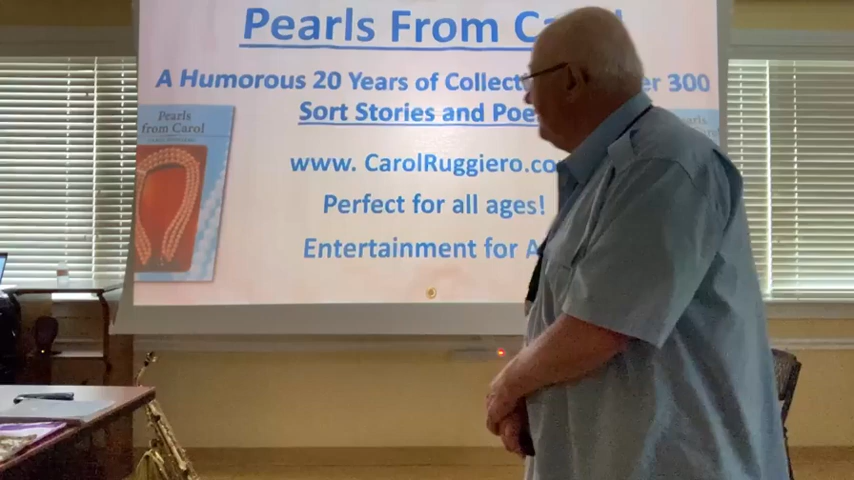 Pearls From Ca
A Humorous 20 Years of Collect er 300
Sort Stories and Poe
www. CarolRuggiero.co
Perfect for all ages!
Entertainment for A
Pearls
from Carol